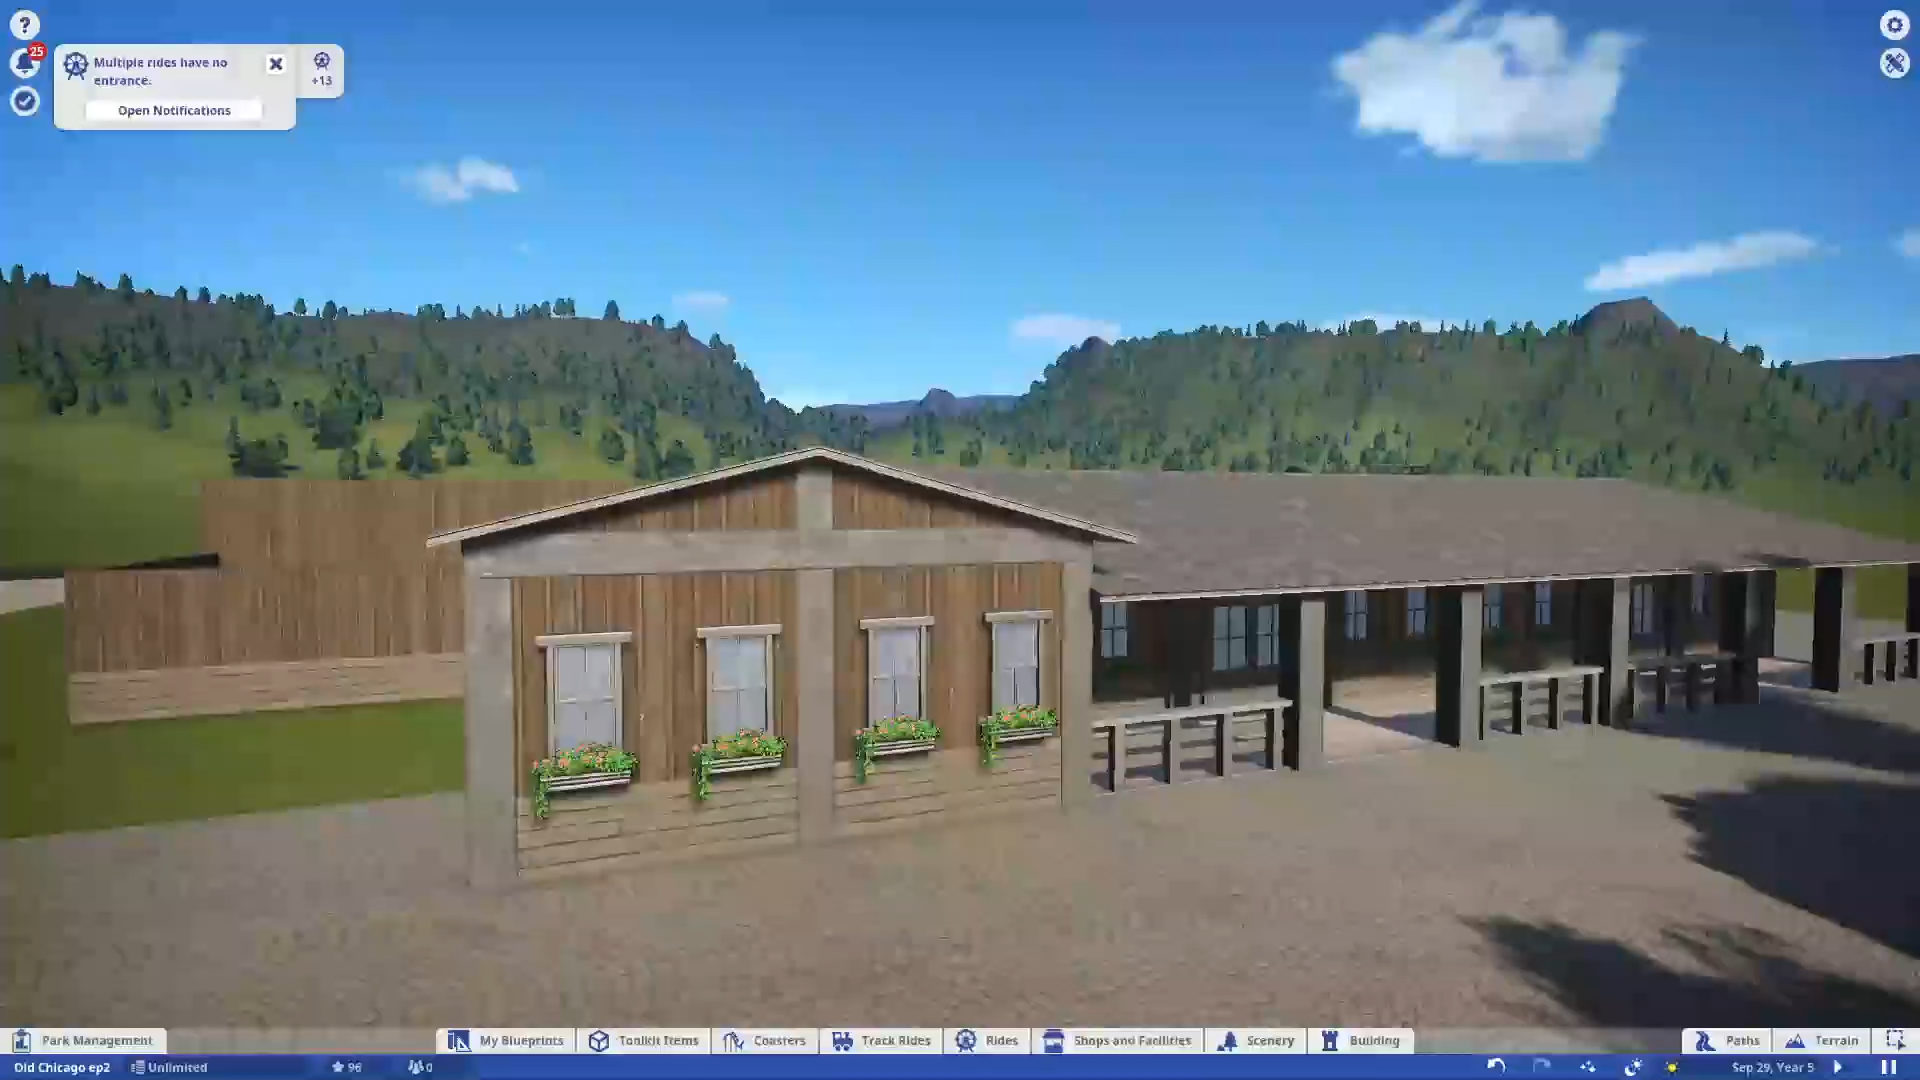 ?
25
Multiple rides have no
entrance.
+13
Open Notifications
Park Management
My Blueprints
Toolkit Items
Coasters
Track Rides
Rides
Shops and Facilities
Scenery
Building
Paths
Terrain
Old Chicago ep2
Unlimited
96
0
Sep 29, Year 5